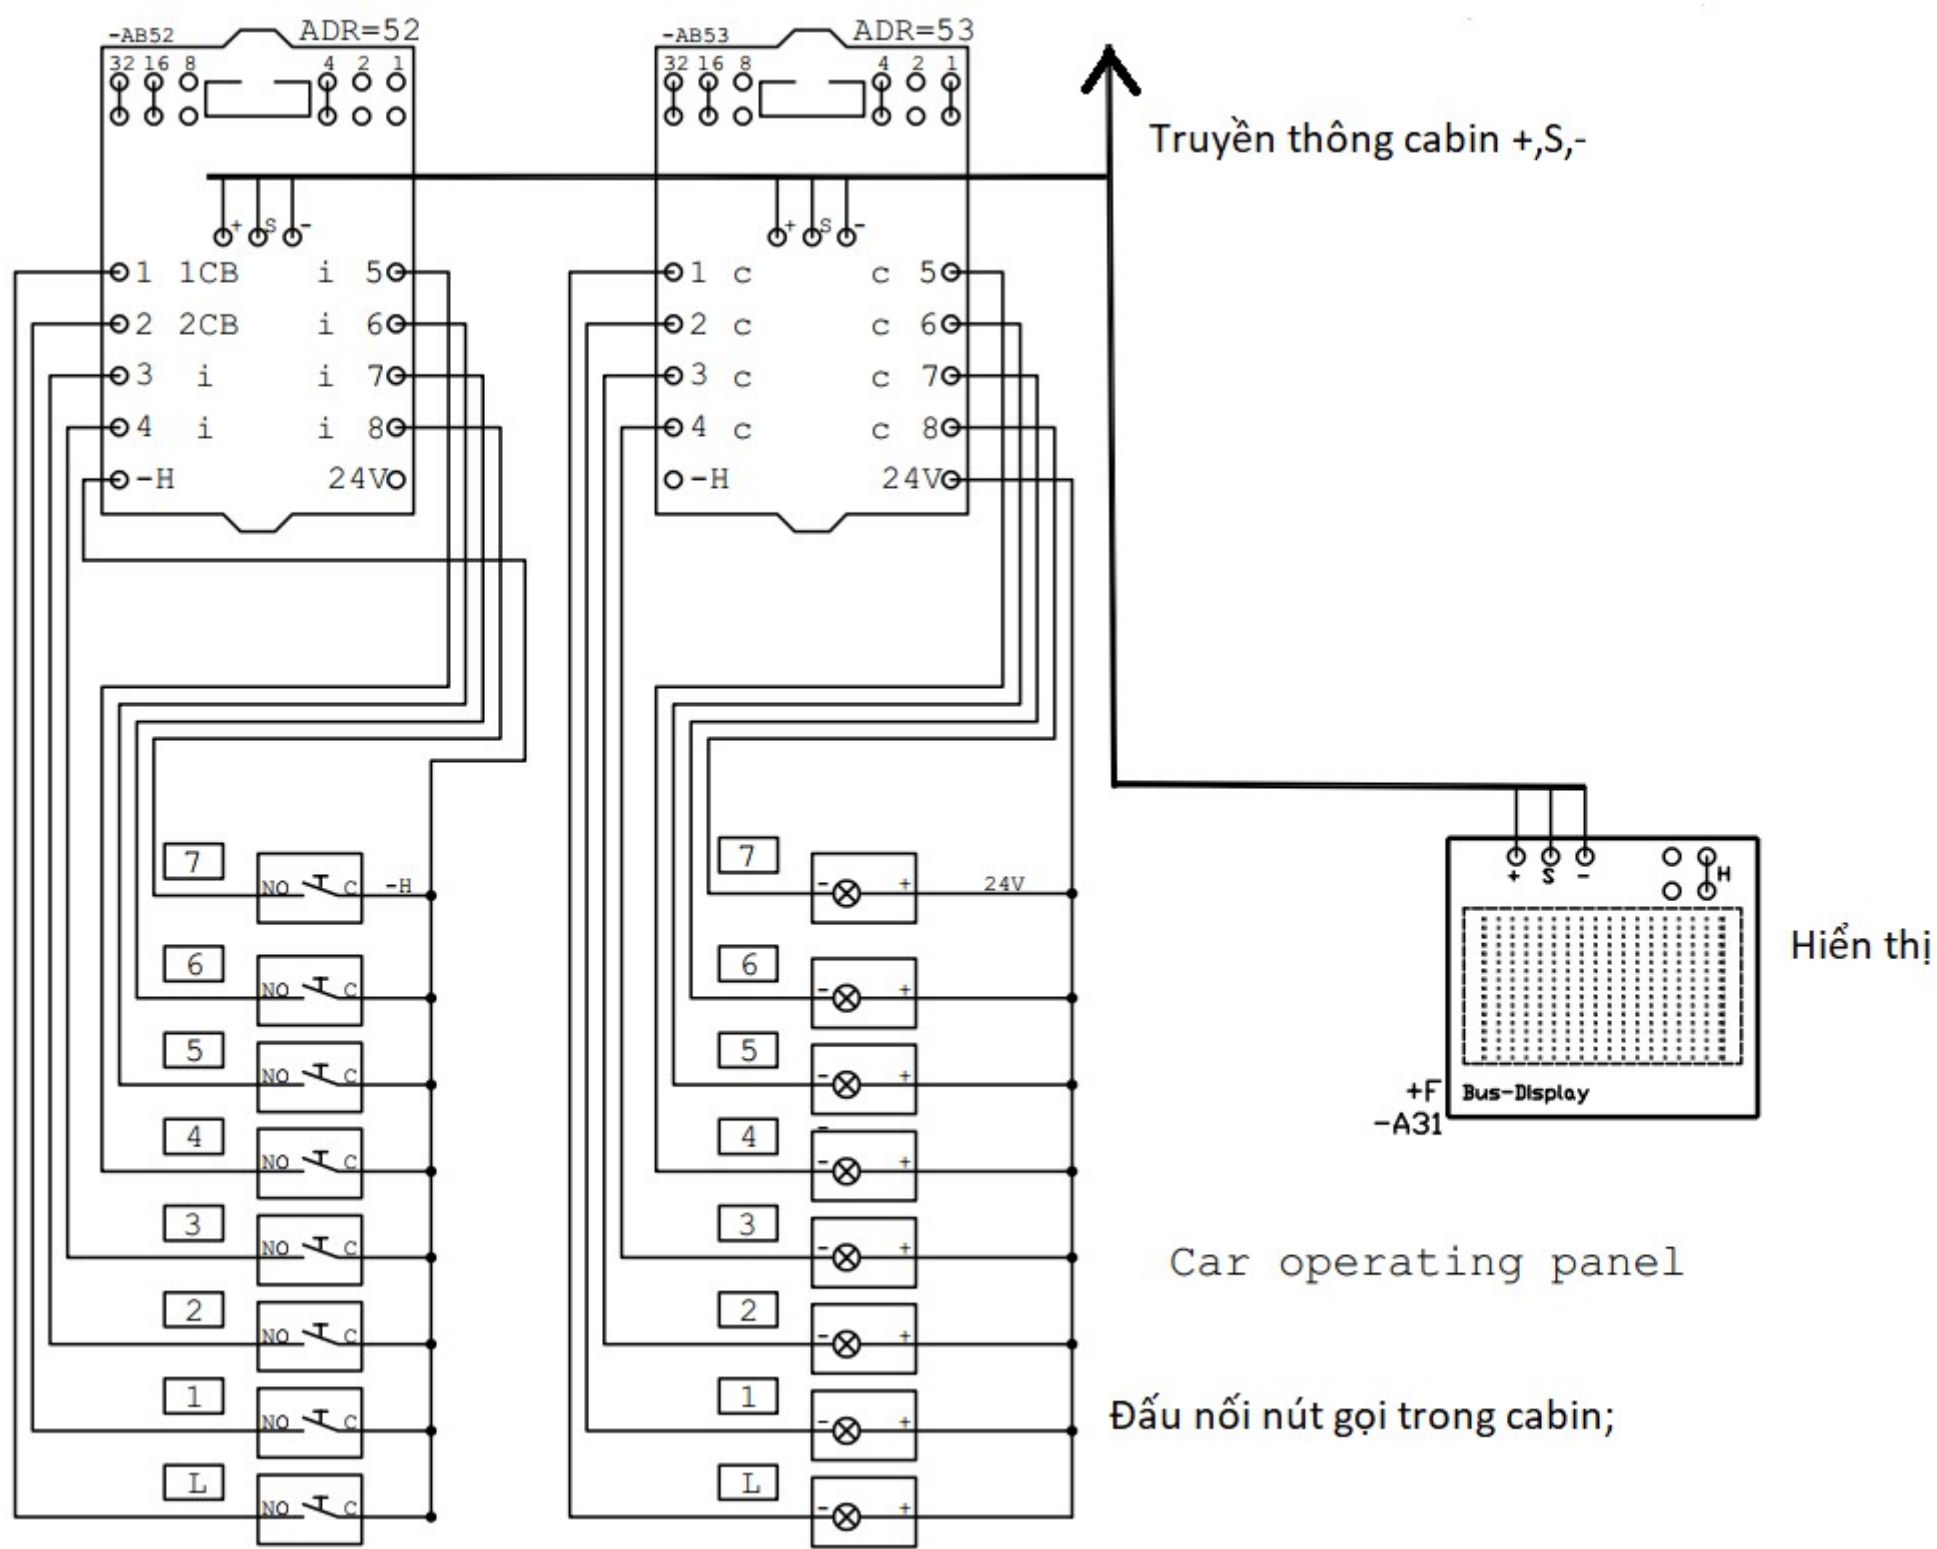 -AB52 ADR=52
32 16 8 4 2 1
+ S -
1 1CB i 5
2 2CB i 6
3 i i 7
4 i i 8
-H 24V
-AB53 ADR=53
32 16 8 4 2 1
+ S -
1 c c 5
2 c c 6
3 c c 7
4 c c 8
-H 24V
Truyền thông cabin +,S,-
7
NO C -H
6
NO C
5
NO C
4
NO C
3
NO C
2
NO C
1
NO C
L
NO C
7
- + 24V
6
- +
5
- +
-
4
- +
3
- +
2
- +
1
- +
L
- +
+ S - H
Hiển thị
+F
-A31
Bus-Display
Car operating panel
Đấu nối nút gọi trong cabin;